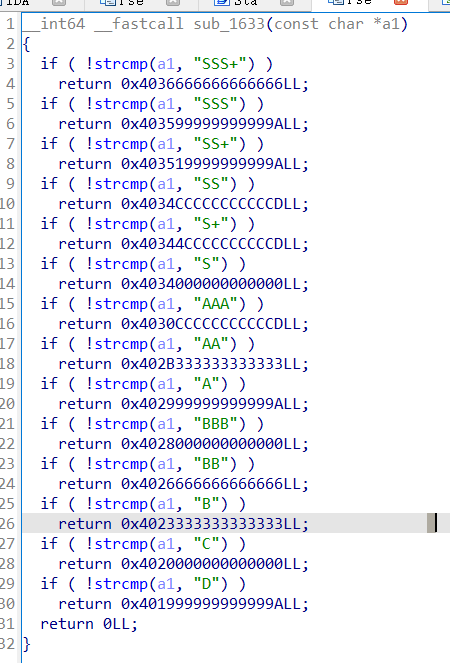 1 __int64 __fastcall sub_1633(const char *a1)
2 {
3 if ( !strcmp(a1, "SSS+") )
4 return 0x4036666666666666LL;
5 if ( !strcmp(a1, "SSS") )
6 return 0x403599999999999ALL;
7 if ( !strcmp(a1, "SS+") )
8 return 0x403519999999999ALL;
9 if ( !strcmp(a1, "SS") )
10 return 0x4034CCCCCCCCCCCDLL;
11 if ( !strcmp(a1, "S+") )
12 return 0x40344CCCCCCCCCCDLL;
13 if ( !strcmp(a1, "S") )
14 return 0x4034000000000000LL;
15 if ( !strcmp(a1, "AAA") )
16 return 0x4030CCCCCCCCCCCDLL;
17 if ( !strcmp(a1, "AA") )
18 return 0x402B333333333333LL;
19 if ( !strcmp(a1, "A") )
20 return 0x402999999999999ALL;
21 if ( !strcmp(a1, "BBB") )
22 return 0x4028000000000000LL;
23 if ( !strcmp(a1, "BB") )
24 return 0x4026666666666666LL;
25 if ( !strcmp(a1, "B") )
26 return 0x4023333333333333LL;
27 if ( !strcmp(a1, "C") )
28 return 0x4020000000000000LL;
29 if ( !strcmp(a1, "D") )
30 return 0x401999999999999ALL;
31 return 0LL;
32 }